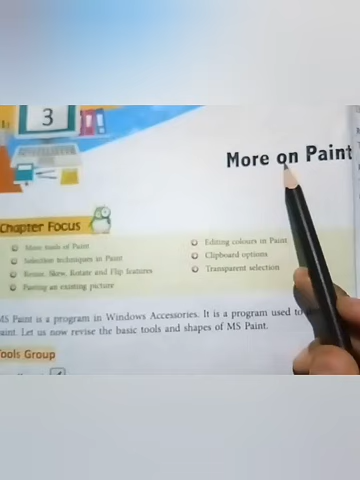 3
More on Paint
Chapter Focus
More tools of Paint
Selection techniques in Paint
Resize, Skew, Rotate and Flip features
Pasting an existing picture
Editing colours in Paint
Clipboard options
Transparent selection
MS Paint is a program in Windows Accessories. It is a program used to
aint. Let us now revise the basic tools and shapes of MS Paint.
ools Group